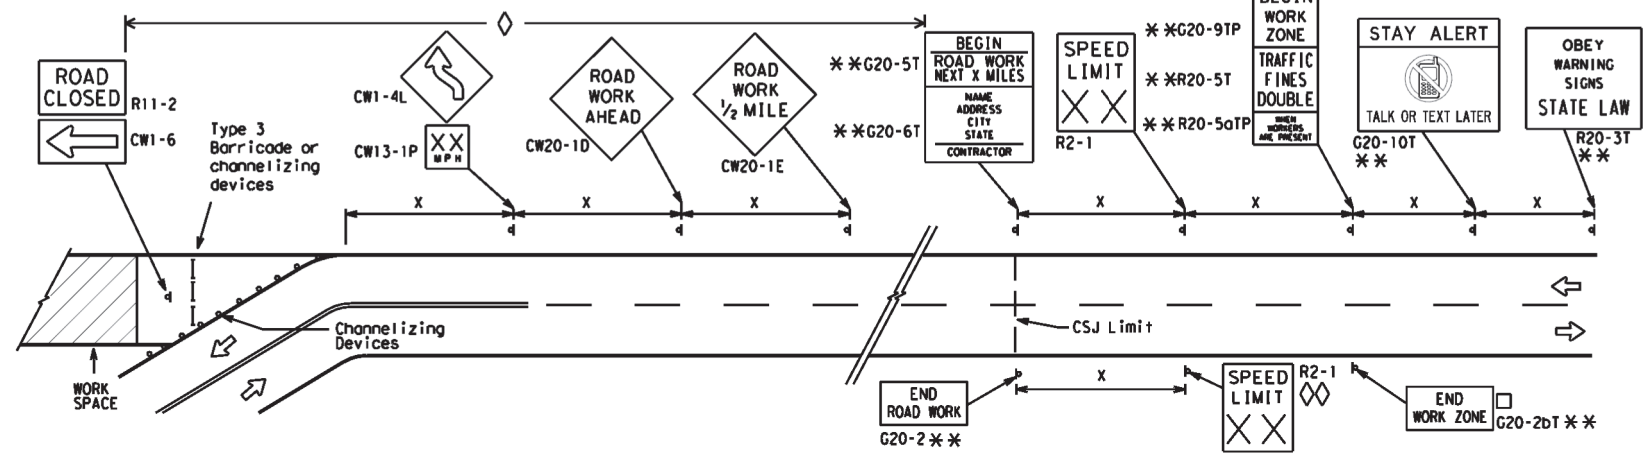 ROAD
CLOSED
R11-2
CW1-6
Type 3
Barricade or
channelizing
devices
CW1-4L
XX
MPH
CW13-1P
ROAD
WORK
AHEAD
CW20-1D
ROAD
WORK
1/2 MILE
CW20-1E
* *G20-5T
* *G20-6T
BEGIN
ROAD WORK
NEXT X MILES
NAME
ADDRESS
CITY
STATE
CONTRACTOR
SPEED
LIMIT
X X
R2-1
* *G20-9TP
* *R20-5T
* *R20-5aTP
BEGIN
WORK
ZONE
TRAFFIC
FINES
DOUBLE
WHEN
WORKERS
ARE PRESENT
STAY ALERT
TALK OR TEXT LATER
G20-10T
* *
OBEY
WARNING
SIGNS
STATE LAW
R20-3T
* *
X
X
X
X
X
X
X
Channelizing
Devices
WORK
SPACE
CSJ Limit
END
ROAD WORK
G20-2 * *
X
SPEED
LIMIT
X X
R2-1
END
WORK ZONE
G20-2bT * *